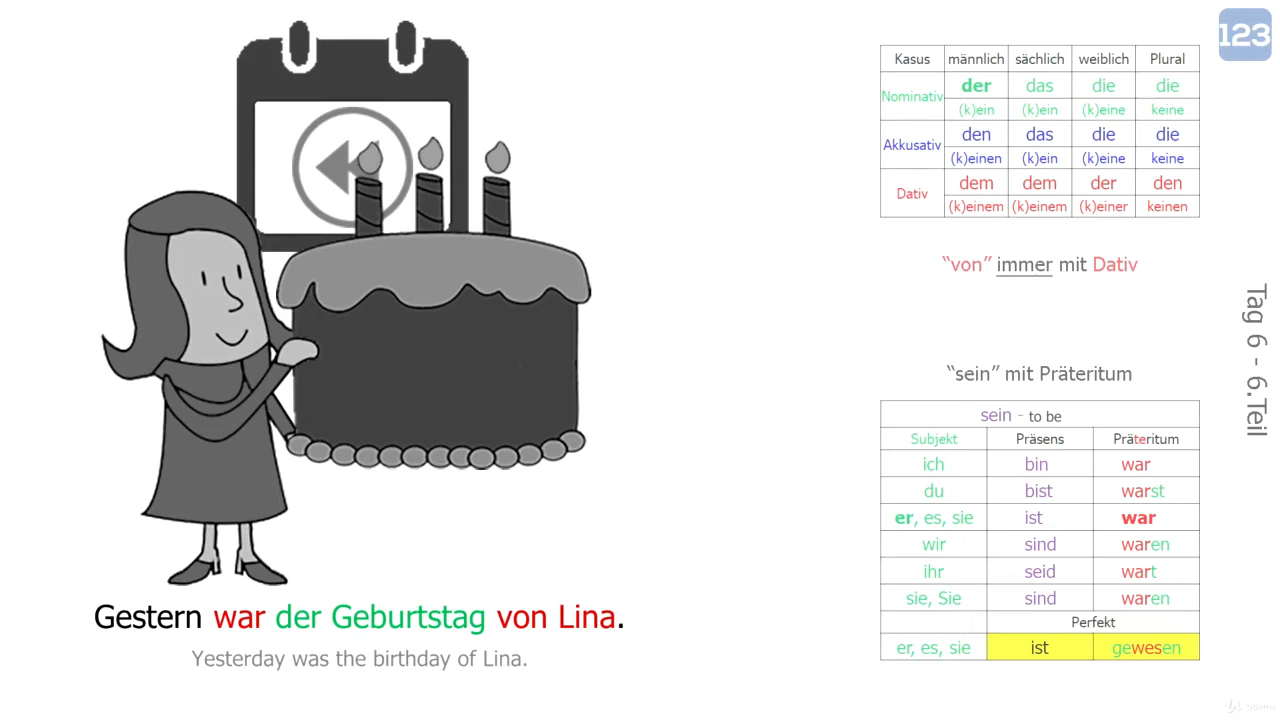 123
Kasus männlich sächlich weiblich Plural
Nominativ der das die die
(k)ein (k)ein (k)eine keine
Akkusativ den das die die
(k)einen (k)ein (k)eine keine
Dativ dem dem der den
(k)einem (k)einem (k)einer keinen
“von” immer mit Dativ
Tag 6 - 6.Teil
“sein” mit Präteritum
sein - to be
Subjekt Präsens Präteritum
ich bin war
du bist warst
er, es, sie ist war
wir sind waren
ihr seid wart
sie, Sie sind waren
Perfekt
er, es, sie ist gewesen
Gestern war der Geburtstag von Lina.
Yesterday was the birthday of Lina.